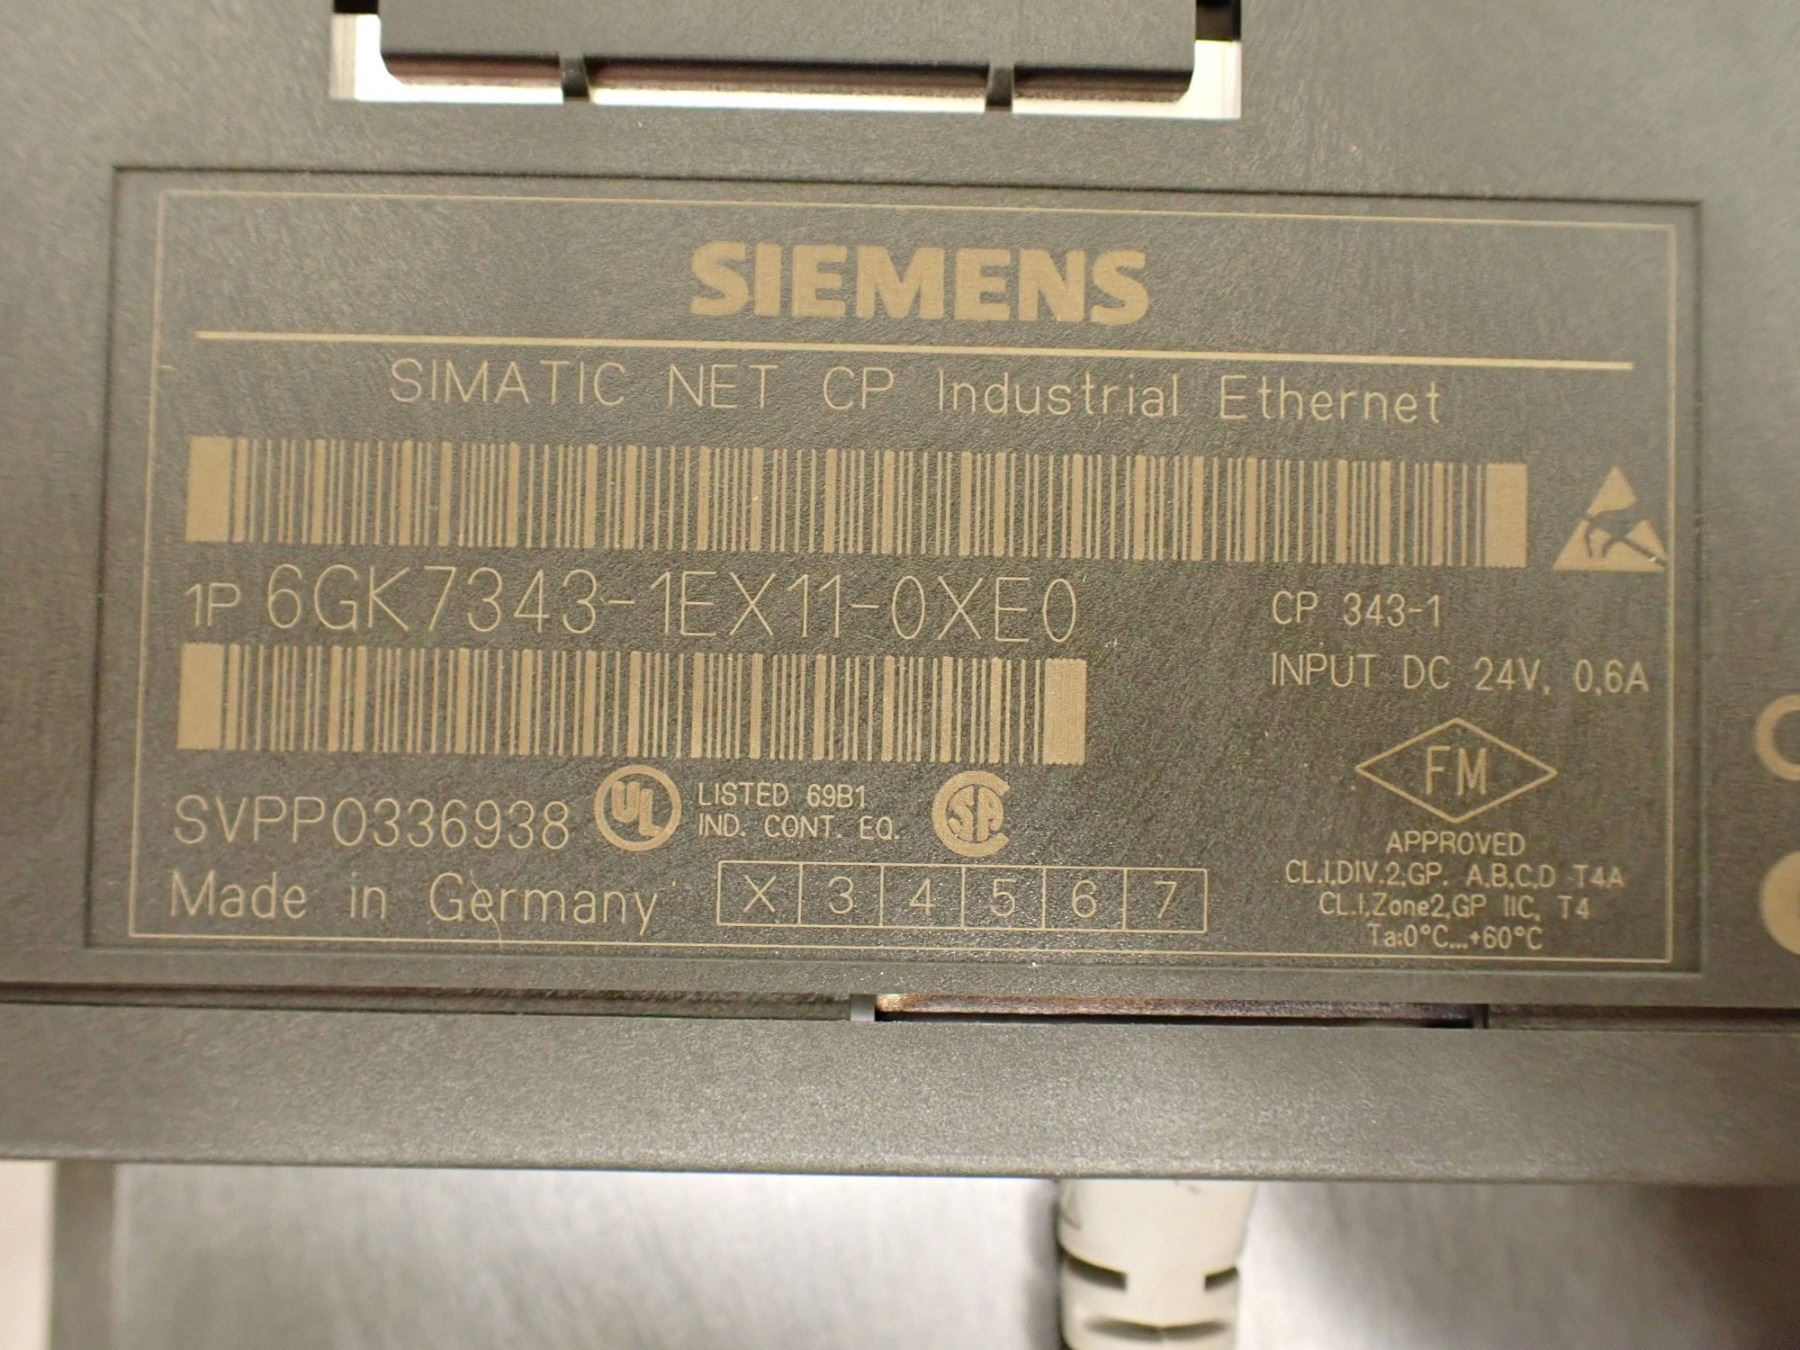 SIEMENS
SIMATIC NET CP Industrial Ethernet
1P 6GK7343-1EX11-0XE0
CP 343-1
INPUT DC 24V, 0,6A
SVPP0336938
UL
LISTED 69B1
IND. CONT. EQ.
SA
FM
APPROVED
CL.I,DIV.2,GP. A,B,C,D T4A
CL.I,Zone2,GP IIC, T4
Ta:0°C...+60°C
Made in Germany
X 3 4 5 6 7